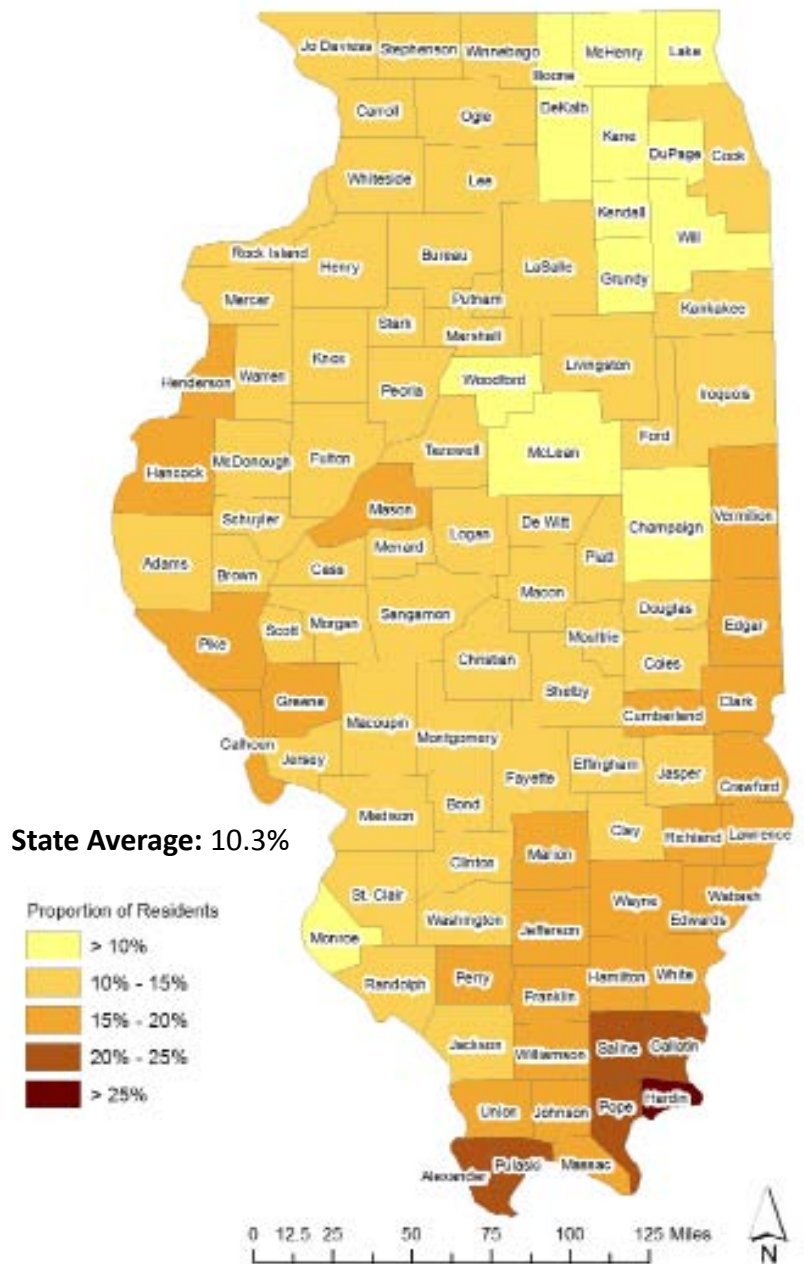 Jo Daviess Stephenson Winnebago Boone McHenry Lake
Carroll Ogle DeKalb Kane DuPage Cook
Whiteside Lee Kendall Will
Rock Island Henry Bureau LaSalle Grundy
Mercer Putnam Kankakee
Stark Marshall
Henderson Warren Knox Peoria Woodford Livingston Iroquois
Hancock McDonough Fulton Tazewell McLean Ford
Schuyler Mason Logan De Witt Champaign Vermilion
Adams Brown Cass Menard Piatt
Pike Scott Morgan Sangamon Macon Douglas Edgar
Christian Moultrie Coles
Greene Shelby Cumberland Clark
Calhoun Jersey Macoupin Montgomery Fayette Effingham Jasper Crawford
Madison Bond
State Average: 10.3%
Clinton Marion Clay Richland Lawrence
St. Clair Washington Wayne Edwards Wabash
Monroe Jefferson
Randolph Perry Franklin Hamilton White
Jackson Williamson Saline Gallatin
Union Johnson Pope Hardin
Alexander Pulaski Massac
Proportion of Residents
> 10%
10% - 15%
15% - 20%
20% - 25%
> 25%
0 12.5 25 50 75 100 125 Miles
N